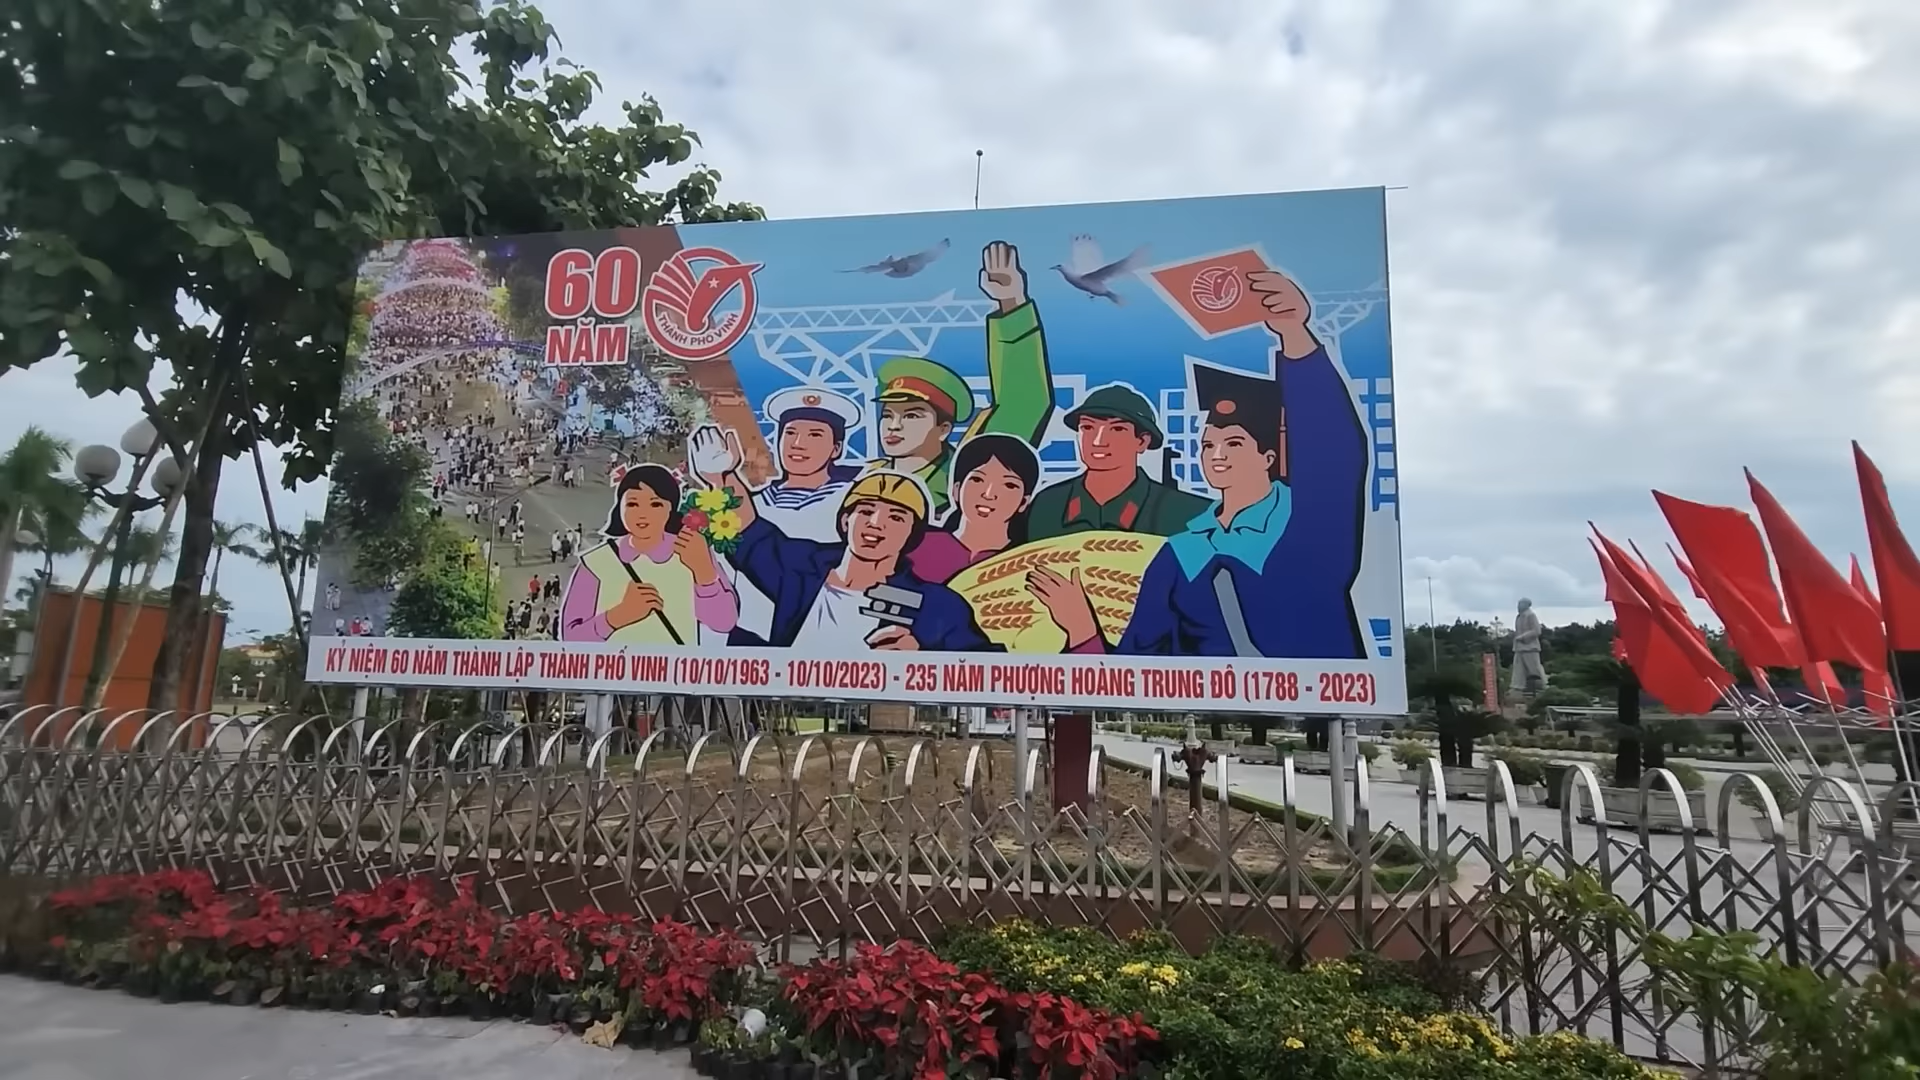 60
NĂM
THÀNH PHỐ VINH
KỶ NIỆM 60 NĂM THÀNH LẬP THÀNH PHỐ VINH (10/10/1963 - 10/10/2023) - 235 NĂM PHƯỢNG HOÀNG TRUNG ĐÔ (1788 - 2023)